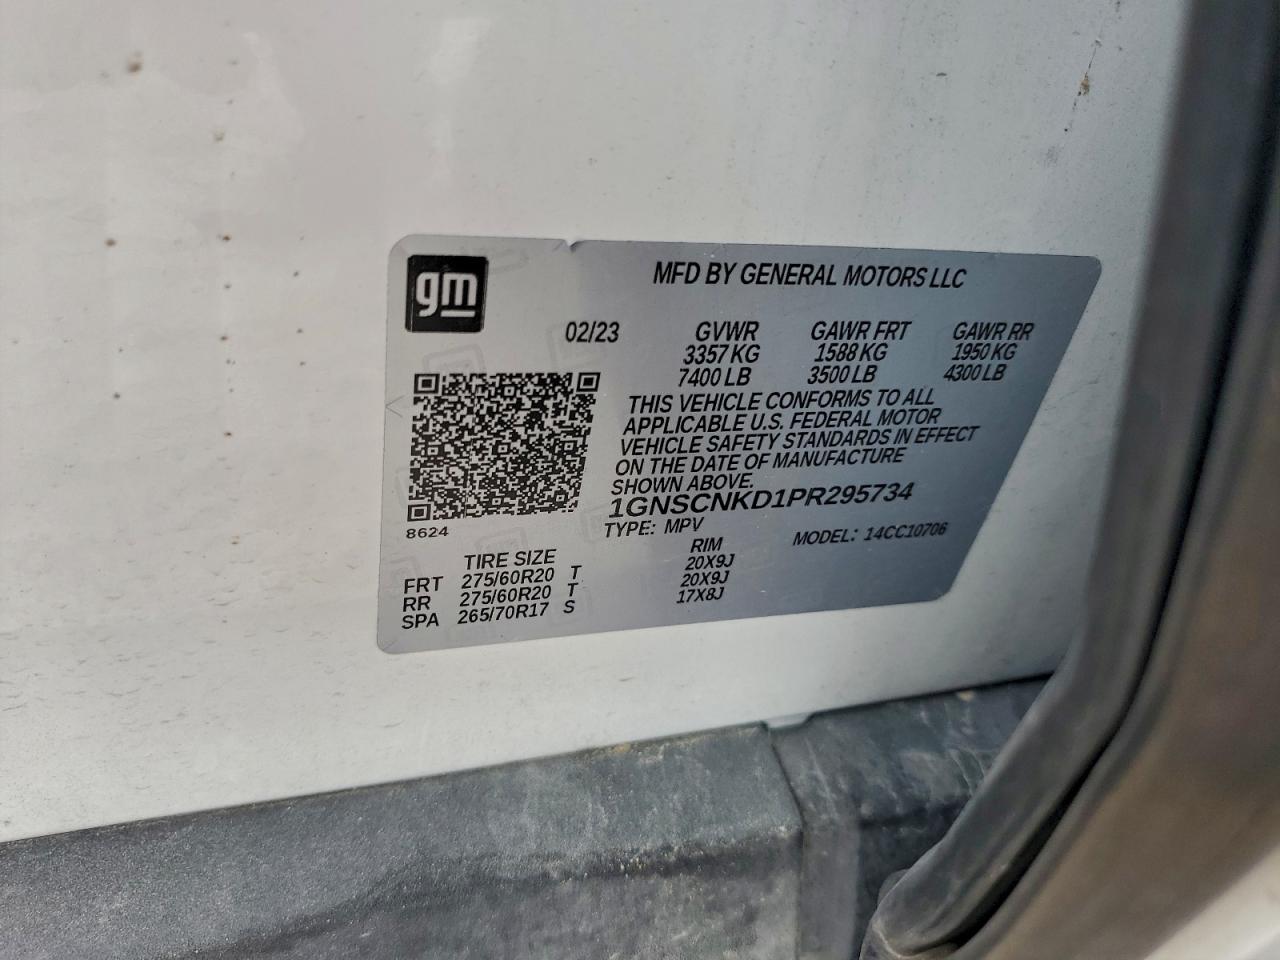 gm
MFD BY GENERAL MOTORS LLC
02/23 GVWR GAWR FRT GAWR RR
3357 KG 1588 KG 1950 KG
7400 LB 3500 LB 4300 LB
THIS VEHICLE CONFORMS TO ALL
APPLICABLE U.S. FEDERAL MOTOR
VEHICLE SAFETY STANDARDS IN EFFECT
ON THE DATE OF MANUFACTURE
SHOWN ABOVE.
1GNSCNKD1PR295734
8624
TYPE: MPV MODEL: 14CC10706
TIRE SIZE RIM
FRT 275/60R20 T 20X9J
RR 275/60R20 T 20X9J
SPA 265/70R17 S 17X8J